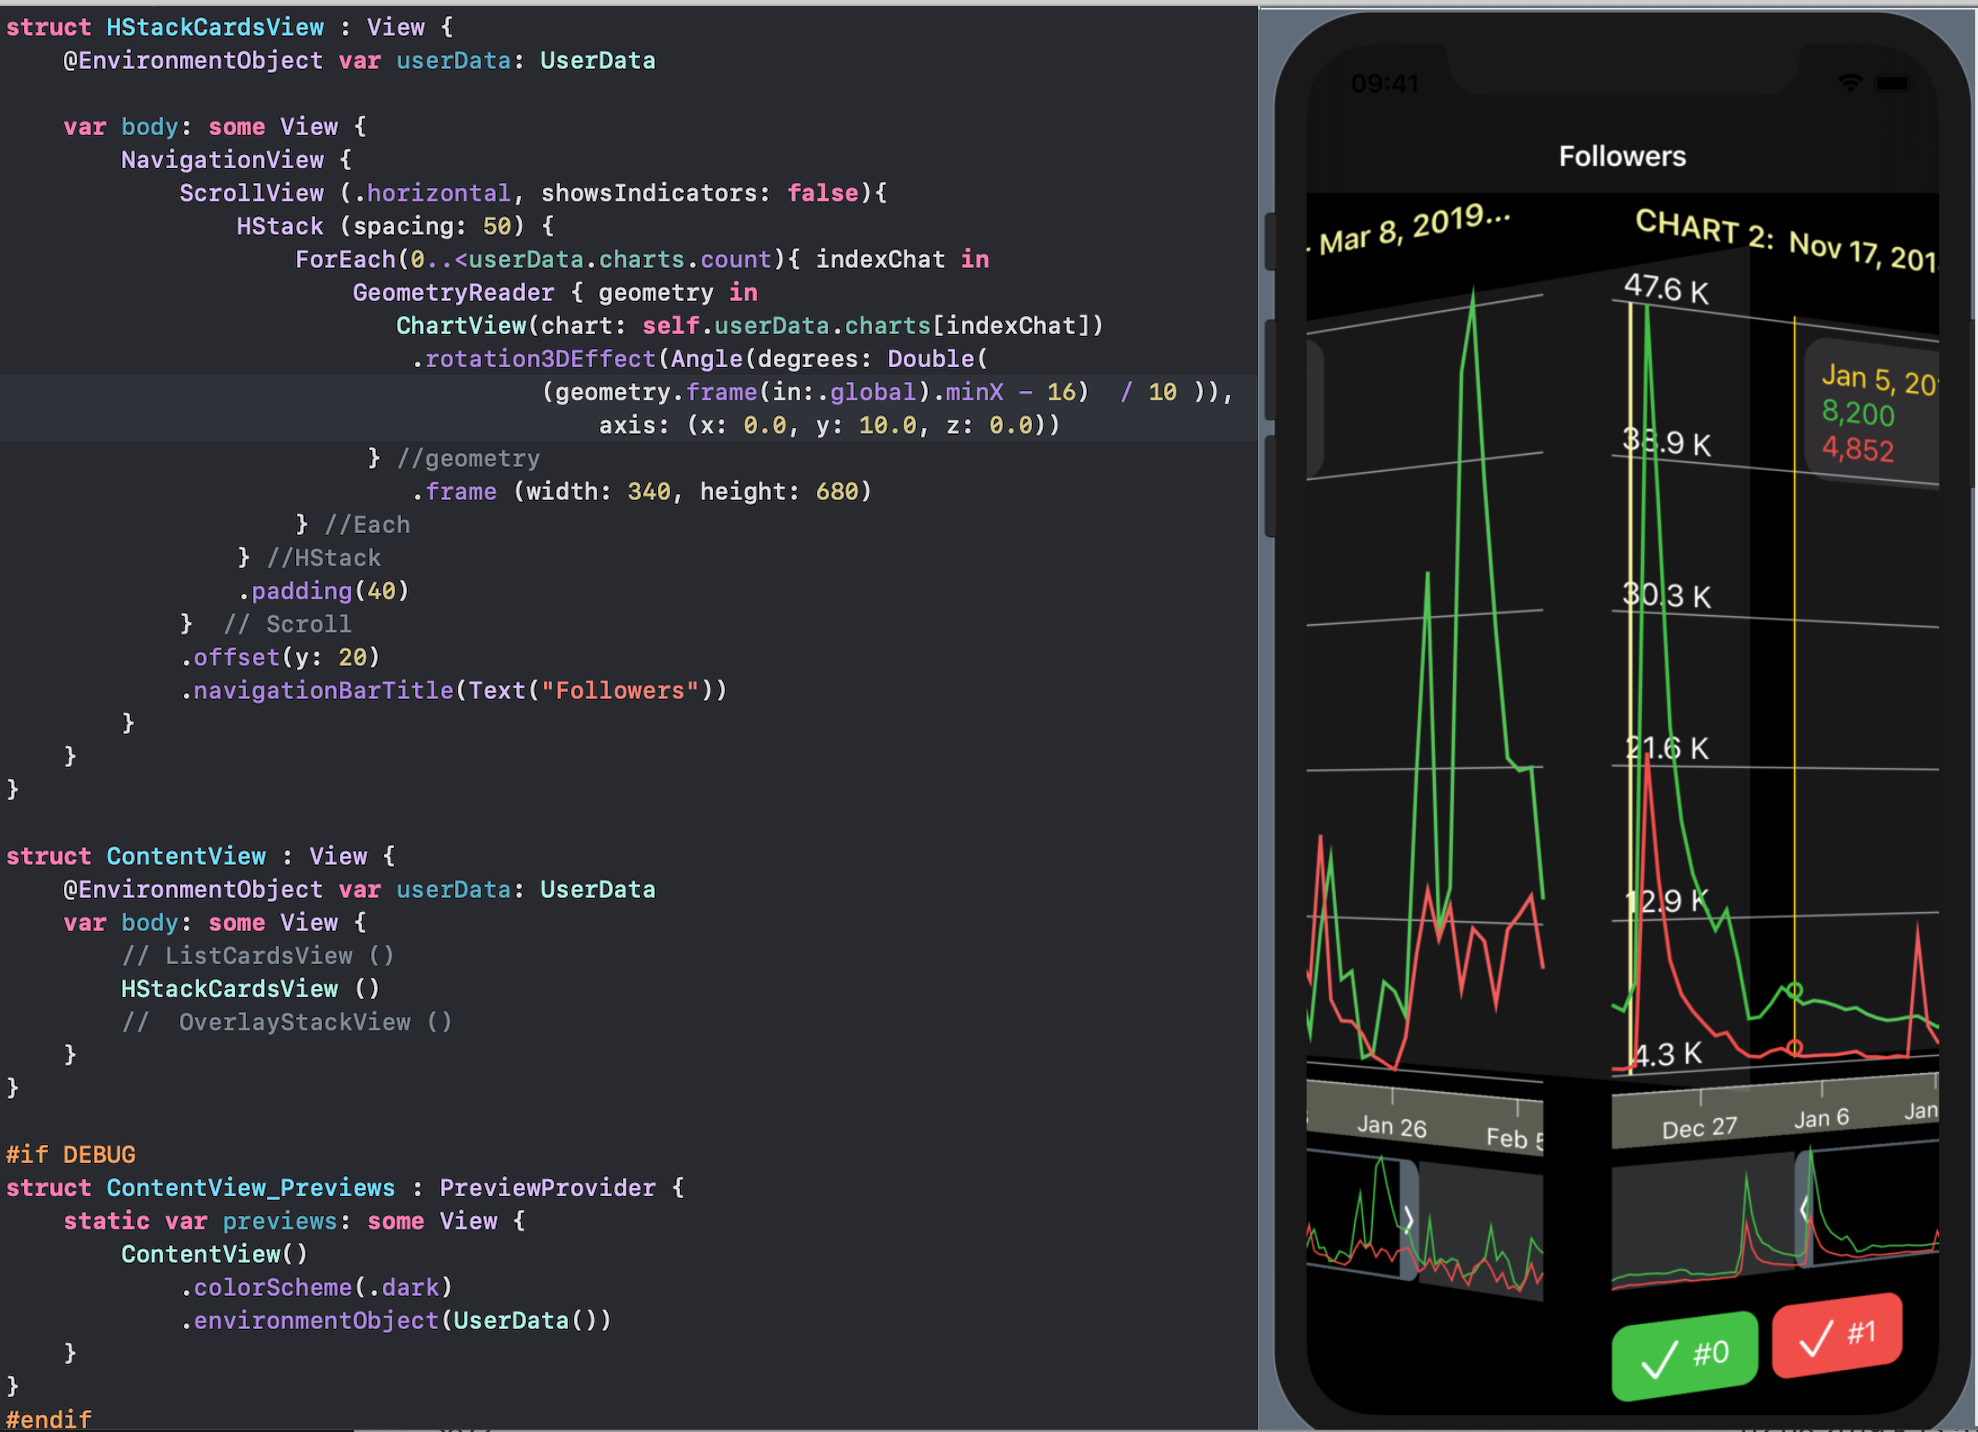 struct HStackCardsView : View {
@EnvironmentObject var userData: UserData
var body: some View {
NavigationView {
ScrollView (.horizontal, showsIndicators: false){
HStack (spacing: 50) {
ForEach(0..<userData.charts.count){ indexChat in
GeometryReader { geometry in
ChartView(chart: self.userData.charts[indexChat])
.rotation3DEffect(Angle(degrees: Double(
(geometry.frame(in:.global).minX - 16)  / 10 )),
axis: (x: 0.0, y: 10.0, z: 0.0))
} //geometry
.frame (width: 340, height: 680)
} //Each
} //HStack
.padding(40)
}  // Scroll
.offset(y: 20)
.navigationBarTitle(Text("Followers"))
}
}
}
struct ContentView : View {
@EnvironmentObject var userData: UserData
var body: some View {
// ListCardsView ()
HStackCardsView ()
//  OverlayStackView ()
}
}
#if DEBUG
struct ContentView_Previews : PreviewProvider {
static var previews: some View {
ContentView()
.colorScheme(.dark)
.environmentObject(UserData())
}
}
#endif
09:41
Followers
Mar 8, 2019...
CHART 2:  Nov 17, 201
47.6 K
Jan 5, 20
8,200
4,852
38.9 K
30.3 K
21.6 K
12.9 K
4.3 K
Jan 26
Feb 5
Dec 27
Jan 6
Jan
#0
#1